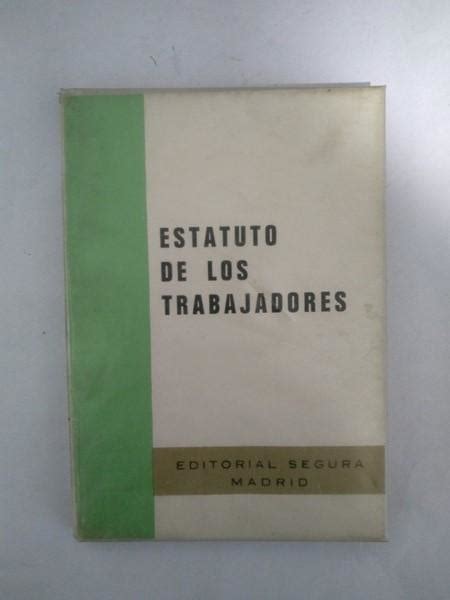 ESTATUTO
DE LOS
TRABAJADORES
EDITORIAL SEGURA
MADRID